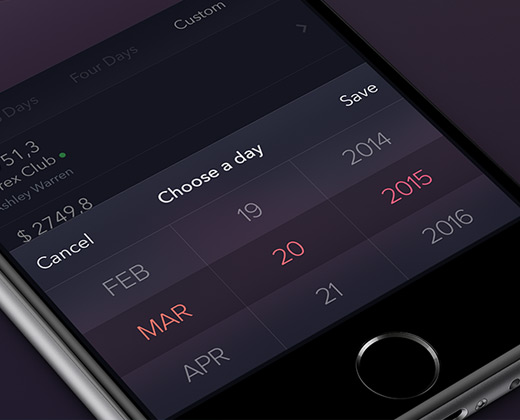 Days Four Days Custom
51,3
rex Club
Ashley Warren
$ 2749.8
Cancel Choose a day Save
FEB 19 2014
MAR 20 2015
APR 21 2016